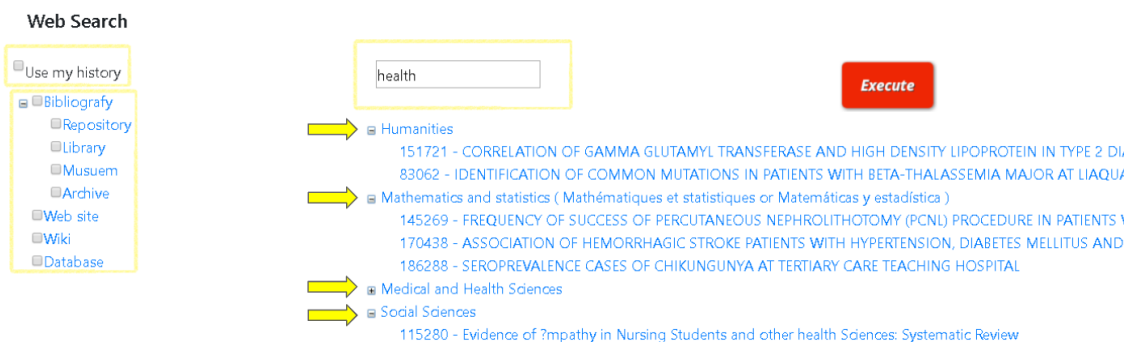 Web Search
Use my history
Bibliografy
Repository
Library
Musuem
Archive
Web site
Wiki
Database
health
Execute
Humanities
151721 - CORRELATION OF GAMMA GLUTAMYL TRANSFERASE AND HIGH DENSITY LIPOPROTEIN IN TYPE 2 DI
83062 - IDENTIFICATION OF COMMON MUTATIONS IN PATIENTS WITH BETA-THALASSEMIA MAJOR AT LIAQUA
Mathematics and statistics ( Mathématiques et statistiques or Matemáticas y estadística )
145269 - FREQUENCY OF SUCCESS OF PERCUTANEOUS NEPHROLITHOTOMY (PCNL) PROCEDURE IN PATIENTS
170438 - ASSOCIATION OF HEMORRHAGIC STROKE PATIENTS WITH HYPERTENSION, DIABETES MELLITUS AND
186288 - SEROPREVALENCE CASES OF CHIKUNGUNYA AT TERTIARY CARE TEACHING HOSPITAL
Medical and Health Sciences
Social Sciences
115280 - Evidence of ?mpathy in Nursing Students and other health Sciences: Systematic Review